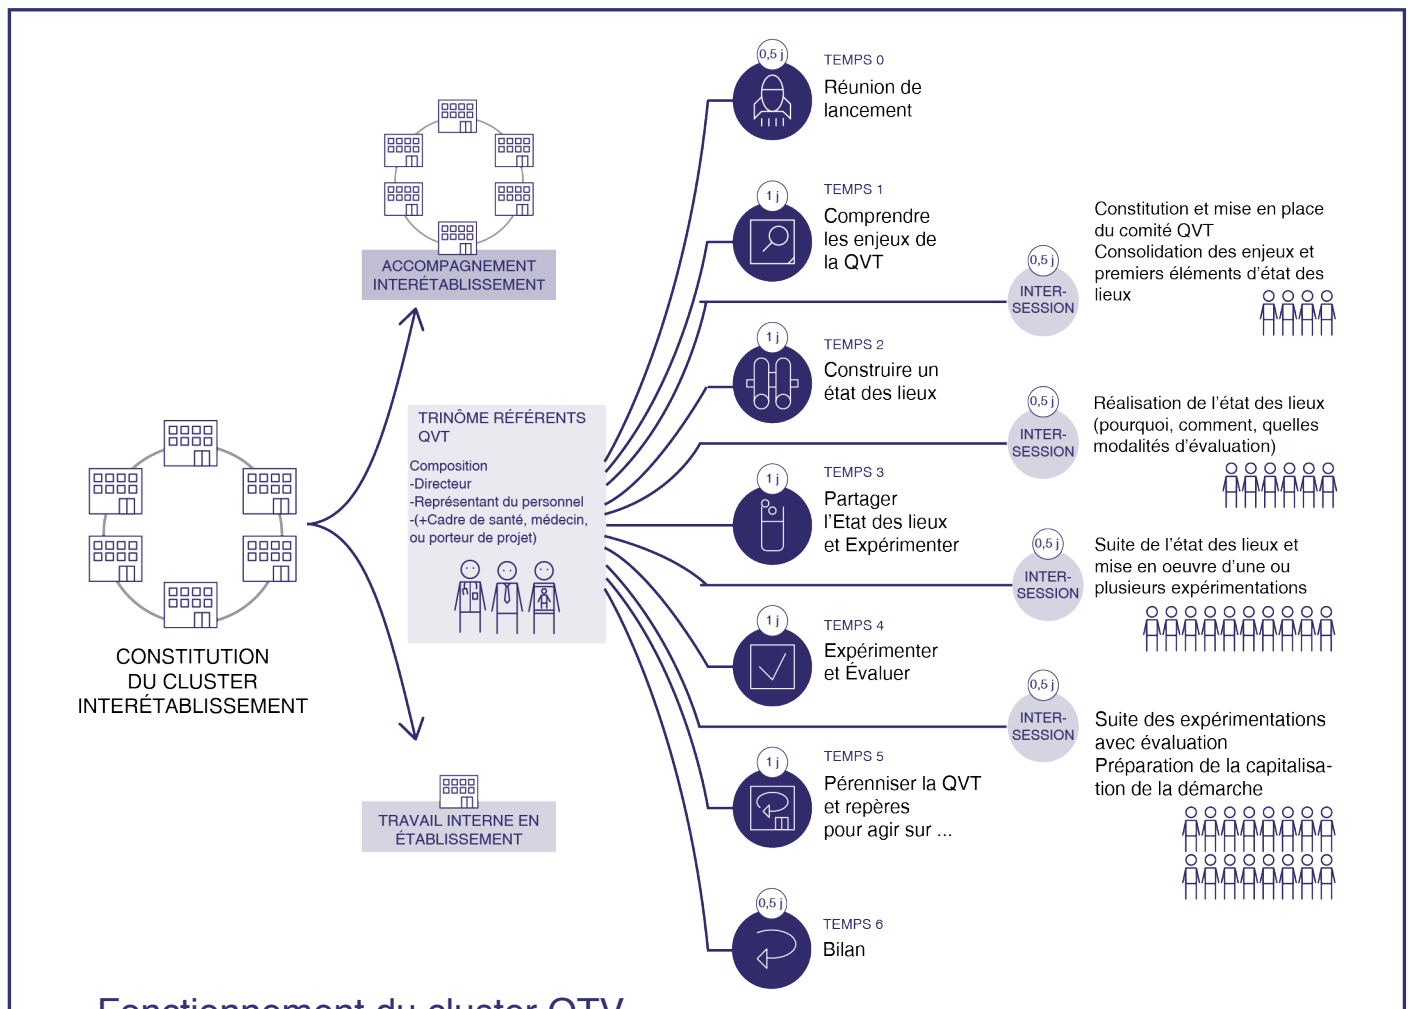 CONSTITUTION
DU CLUSTER
INTERÉTABLISSEMENT
ACCOMPAGNEMENT
INTERÉTABLISSEMENT
TRINÔME RÉFÉRENTS
QVT
Composition
-Directeur
-Représentant du personnel
-(+Cadre de santé, médecin,
ou porteur de projet)
TRAVAIL INTERNE EN
ÉTABLISSEMENT
0,5 j
TEMPS 0
Réunion de
lancement
1 j
TEMPS 1
Comprendre
les enjeux de
la QVT
0,5 j
INTER-
SESSION
Constitution et mise en place
du comité QVT
Consolidation des enjeux et
premiers éléments d'état des
lieux
1 j
TEMPS 2
Construire un
état des lieux
0,5 j
INTER-
SESSION
Réalisation de l'état des lieux
(pourquoi, comment, quelles
modalités d'évaluation)
1 j
TEMPS 3
Partager
l'Etat des lieux
et Expérimenter
0,5 j
INTER-
SESSION
Suite de l'état des lieux et
mise en oeuvre d'une ou
plusieurs expérimentations
1 j
TEMPS 4
Expérimenter
et Évaluer
0,5 j
INTER-
SESSION
Suite des expérimentations
avec évaluation
Préparation de la capitalisa-
tion de la démarche
1 j
TEMPS 5
Pérenniser la QVT
et repères
pour agir sur ...
0,5 j
TEMPS 6
Bilan
Fonctionnement du cluster QTV